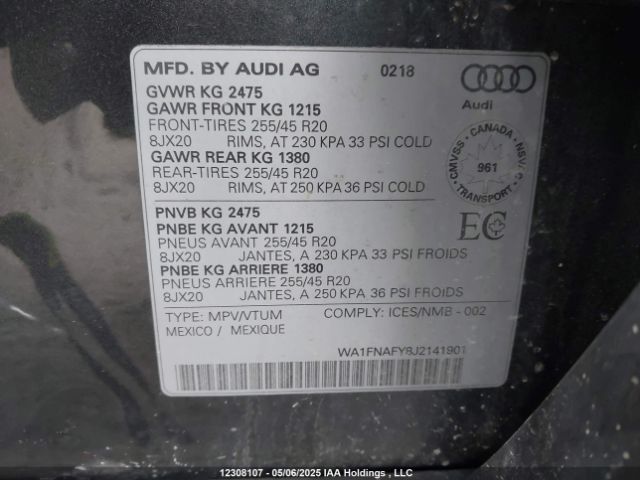 MFD. BY AUDI AG 0218
Audi
GVWR KG 2475
GAWR FRONT KG 1215
FRONT-TIRES 255/45 R20
8JX20 RIMS, AT 230 KPA 33 PSI COLD
GAWR REAR KG 1380
REAR-TIRES 255/45 R20
8JX20 RIMS, AT 250 KPA 36 PSI COLD
CMVSS - CANADA - NSVAC
961
TRANSPORT
PNVB KG 2475
PNBE KG AVANT 1215
PNEUS AVANT 255/45 R20
8JX20 JANTES, A 230 KPA 33 PSI FROIDS
PNBE KG ARRIERE 1380
PNEUS ARRIERE 255/45 R20
8JX20 JANTES, A 250 KPA 36 PSI FROIDS
EC
TYPE: MPV/VTUM COMPLY: ICES/NMB - 002
MEXICO / MEXIQUE
WA1FNAFY8J2141901
12308107 - 05/06/2025 IAA Holdings , LLC